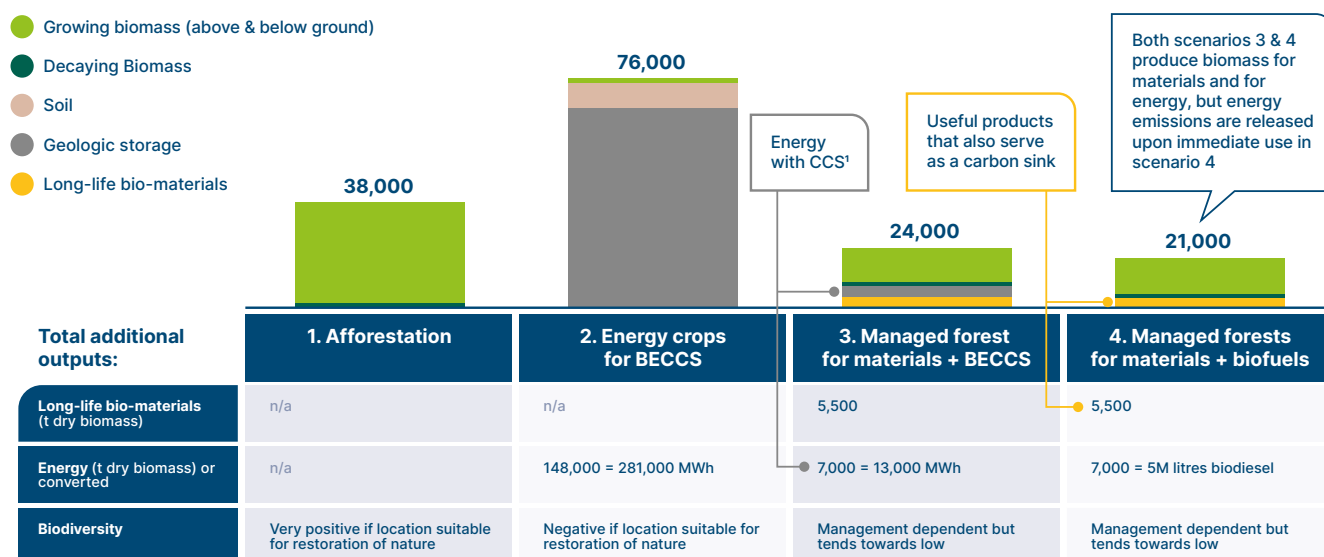 Growing biomass (above & below ground)
Decaying Biomass
Soil
Geologic storage
Long-life bio-materials
38,000
76,000
24,000
21,000
Energy
with CCS¹
Useful products
that also serve
as a carbon sink
Both scenarios 3 & 4
produce biomass for
materials and for
energy, but energy
emissions are released
upon immediate use in
scenario 4
Total additional
outputs:
1. Afforestation
2. Energy crops
for BECCS
3. Managed forest
for materials + BECCS
4. Managed forests
for materials + biofuels
Long-life bio-materials
(t dry biomass)
n/a
n/a
5,500
5,500
Energy (t dry biomass) or
converted
n/a
148,000 = 281,000 MWh
7,000 = 13,000 MWh
7,000 = 5M litres biodiesel
Biodiversity
Very positive if location suitable
for restoration of nature
Negative if location suitable for
restoration of nature
Management dependent but
tends towards low
Management dependent but
tends towards low